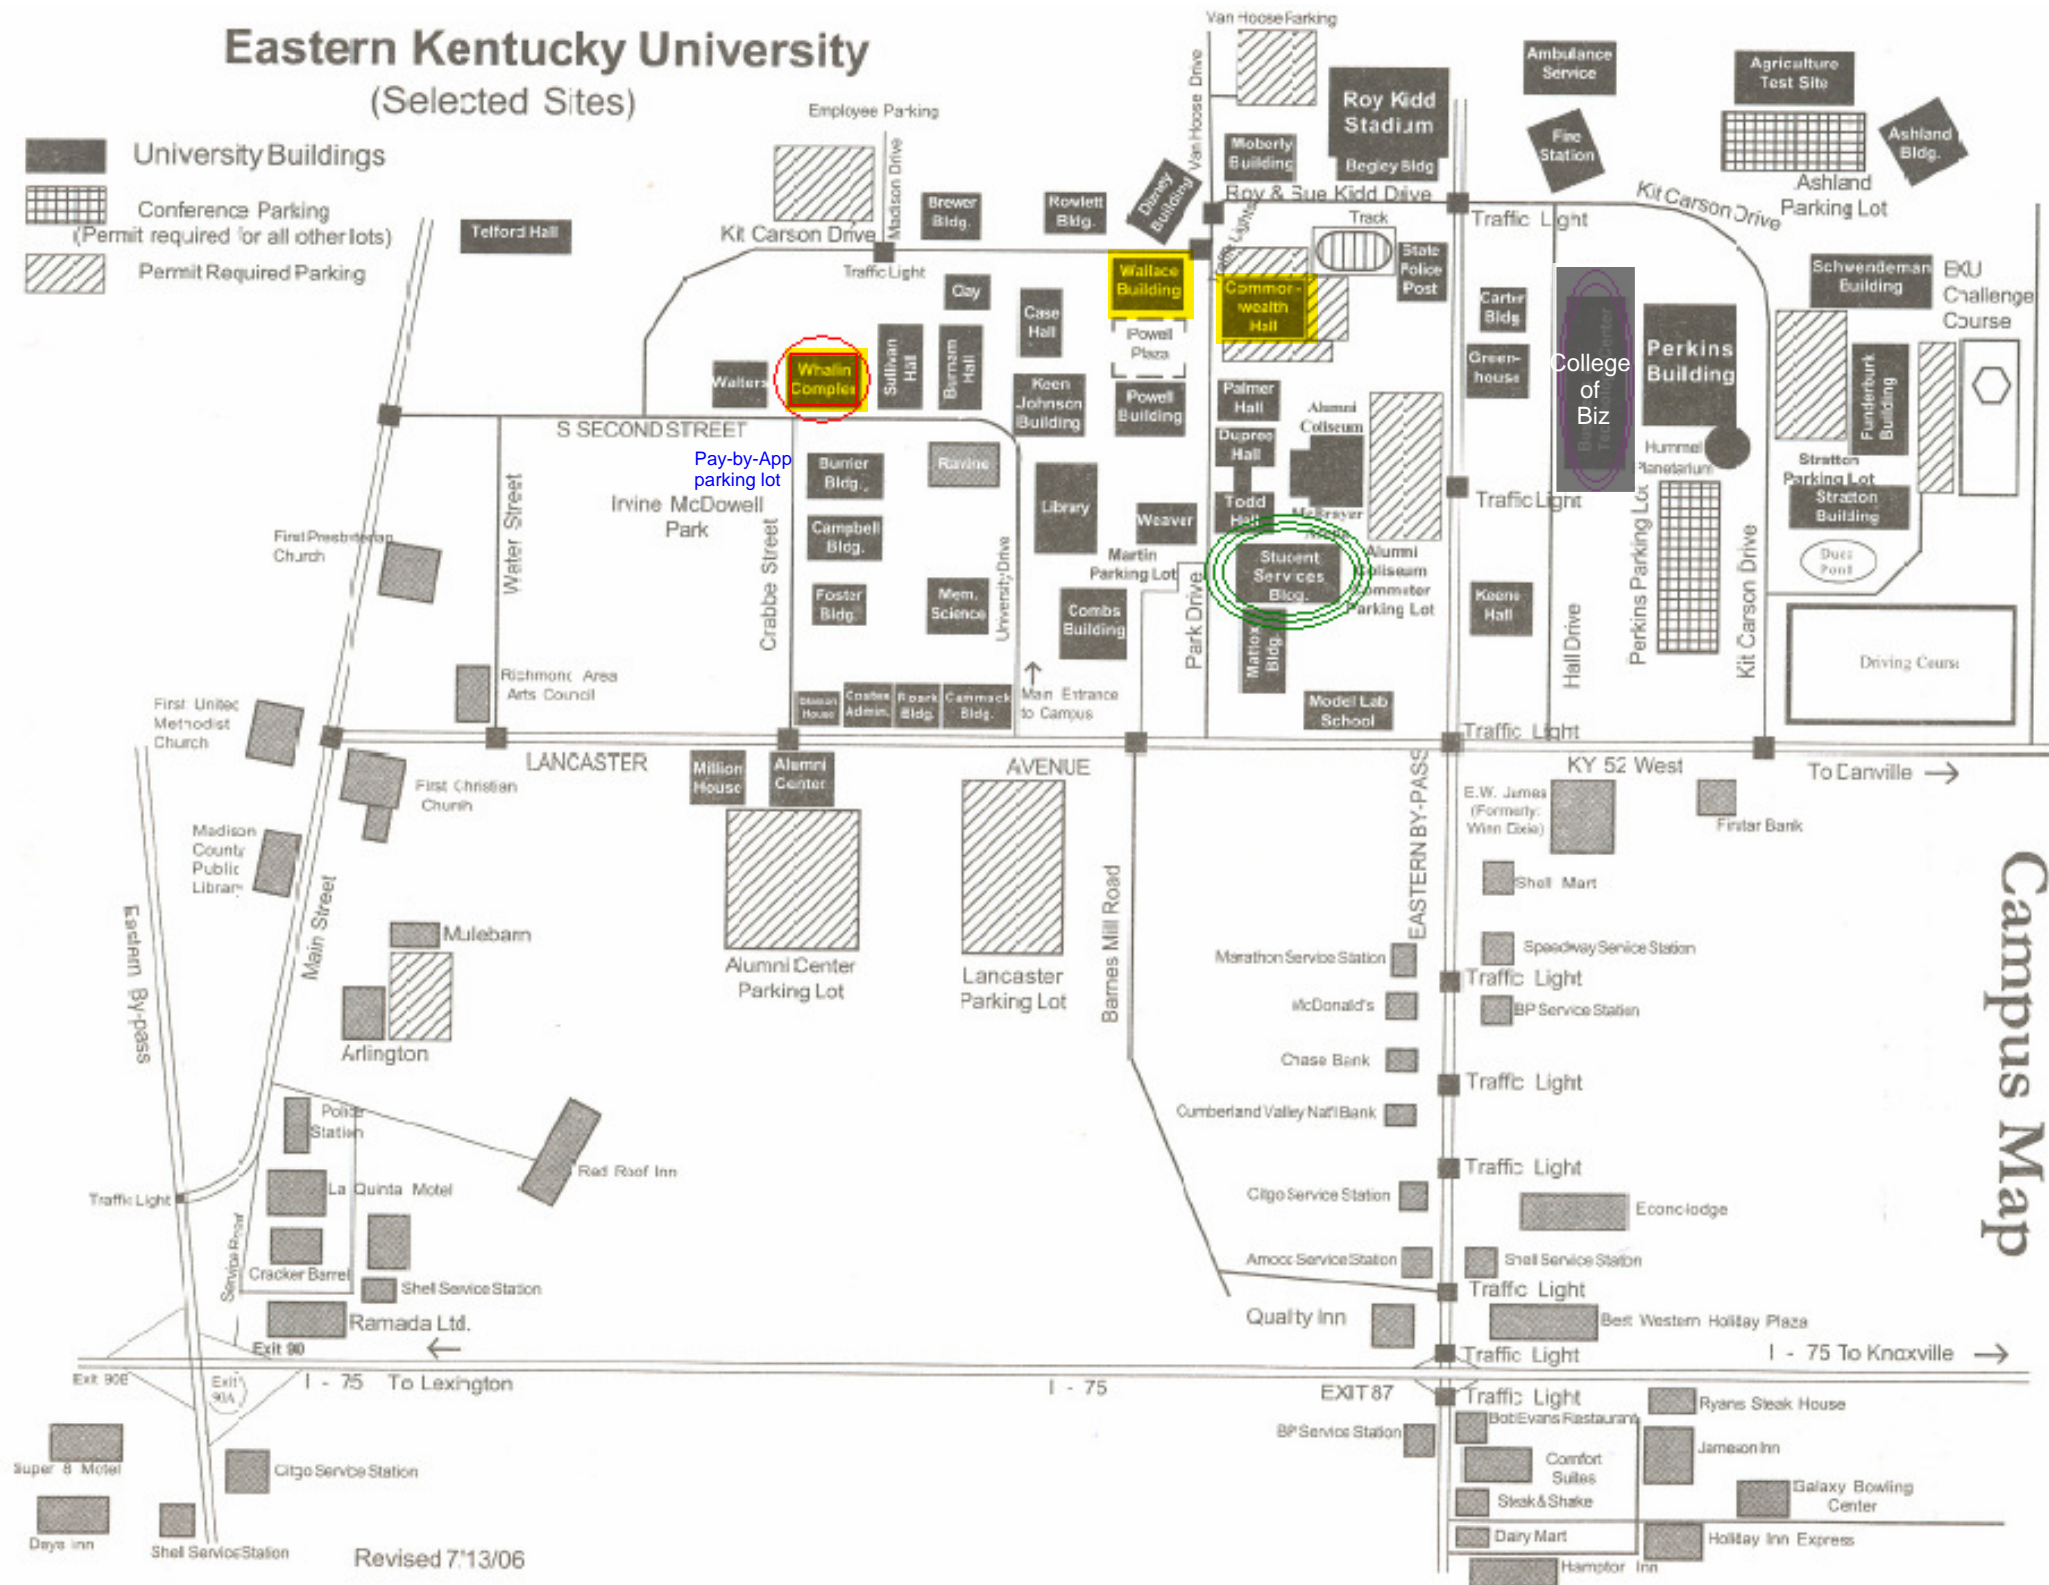 Eastern Kentucky University
(Selected Sites)
University Buildings
Conference Parking
(Permit required for all other lots)
Permit Required Parking
Employee Parking
Madison Drive
Kit Carson Drive
Traffic Light
Telford Hall
Brewer
Bldg.
Rowlett
Bldg.
Dizney
Building
Van Hoose Parking
Van Hoose Drive
Moberly
Building
Roy Kidd
Stadium
Begley Bldg
Roy & Sue Kidd Drive
Traffic Lights
Track
State
Police
Post
Traffic Light
Ambulance
Service
Fire
Station
Agriculture
Test Site
Ashland
Bldg.
Ashland
Parking Lot
Kit Carson Drive
Schwendeman
Building
EKU
Challenge
Course
Clay
Case
Hall
Wallace
Building
Powell
Plaza
Common-
wealth
Hall
Carter
Bldg
Green-
house
College
of
Biz
Perkins
Building
Hummel
Planetarium
Funderburk
Building
Stratton
Parking Lot
Stratton
Building
Duck
Pond
Driving Course
Walters
Whalin
Complex
Sullivan
Hall
Burnam
Hall
Keen
Johnson
Building
Powell
Building
Palmer
Hall
Dupree
Hall
Todd
Hall
Alumni
Coliseum
McBrayer
Alumni
Coliseum
Commuter
Parking Lot
Traffic Light
S SECOND STREET
Pay-by-App
parking lot
Irvine McDowell
Park
Water Street
Crabbe Street
Burrier
Bldg.
Ravine
Campbell
Bldg.
Foster
Bldg.
Mem.
Science
University Drive
Library
Weaver
Martin
Parking Lot
Combs
Building
Park Drive
Student
Services
Bldg.
Mattox
Bldg.
Model Lab
School
Keene
Hall
Hall Drive
Perkins Parking Lot
Kit Carson Drive
First Presbyterian
Church
Richmond Area
Arts Council
First United
Methodist
Church
House
Coates
Admin.
Roark
Bldg.
Cammack
Bldg.
Main Entrance
to Campus
Traffic Light
LANCASTER
AVENUE
KY 52 West
To Danville
Million
House
Alumni
Center
Alumni Center
Parking Lot
Lancaster
Parking Lot
Barnes Mill Road
EASTERN BY-PASS
First Christian
Church
Madison
County
Public
Library
Main Street
Eastern By-pass
Mulebarn
Arlington
Police
Station
Red Roof Inn
La Quinta Motel
Traffic Light
Service Road
Cracker Barrel
Shell Service Station
Ramada Ltd.
Exit 90
Exit 90B
Exit
90A
I - 75 To Lexington
I - 75
I - 75 To Knoxville
Super 8 Motel
Citgo Service Station
Days Inn
Shell Service Station
Revised 7/13/06
E.W. James
(Formerly:
Winn Dixie)
Firstar Bank
Shell Mart
Marathon Service Station
Speedway Service Station
Traffic Light
McDonald's
BP Service Station
Chase Bank
Traffic Light
Cumberland Valley Nat'l Bank
Traffic Light
Citgo Service Station
Econo-lodge
Amoco Service Station
Shell Service Station
Traffic Light
Quality Inn
Best Western Holiday Plaza
Traffic Light
EXIT 87
Traffic Light
BP Service Station
Bob Evans Restaurant
Ryans Steak House
Comfort
Suites
Jameson Inn
Steak & Shake
Galaxy Bowling
Center
Dairy Mart
Holiday Inn Express
Hampton Inn
Campus Map